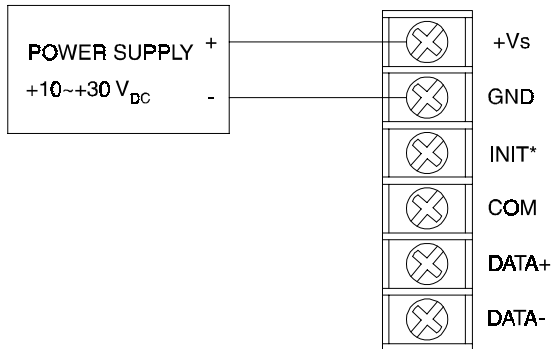 POWER SUPPLY +
+10~+30 VDC
-
+Vs
GND
INIT*
COM
DATA+
DATA-